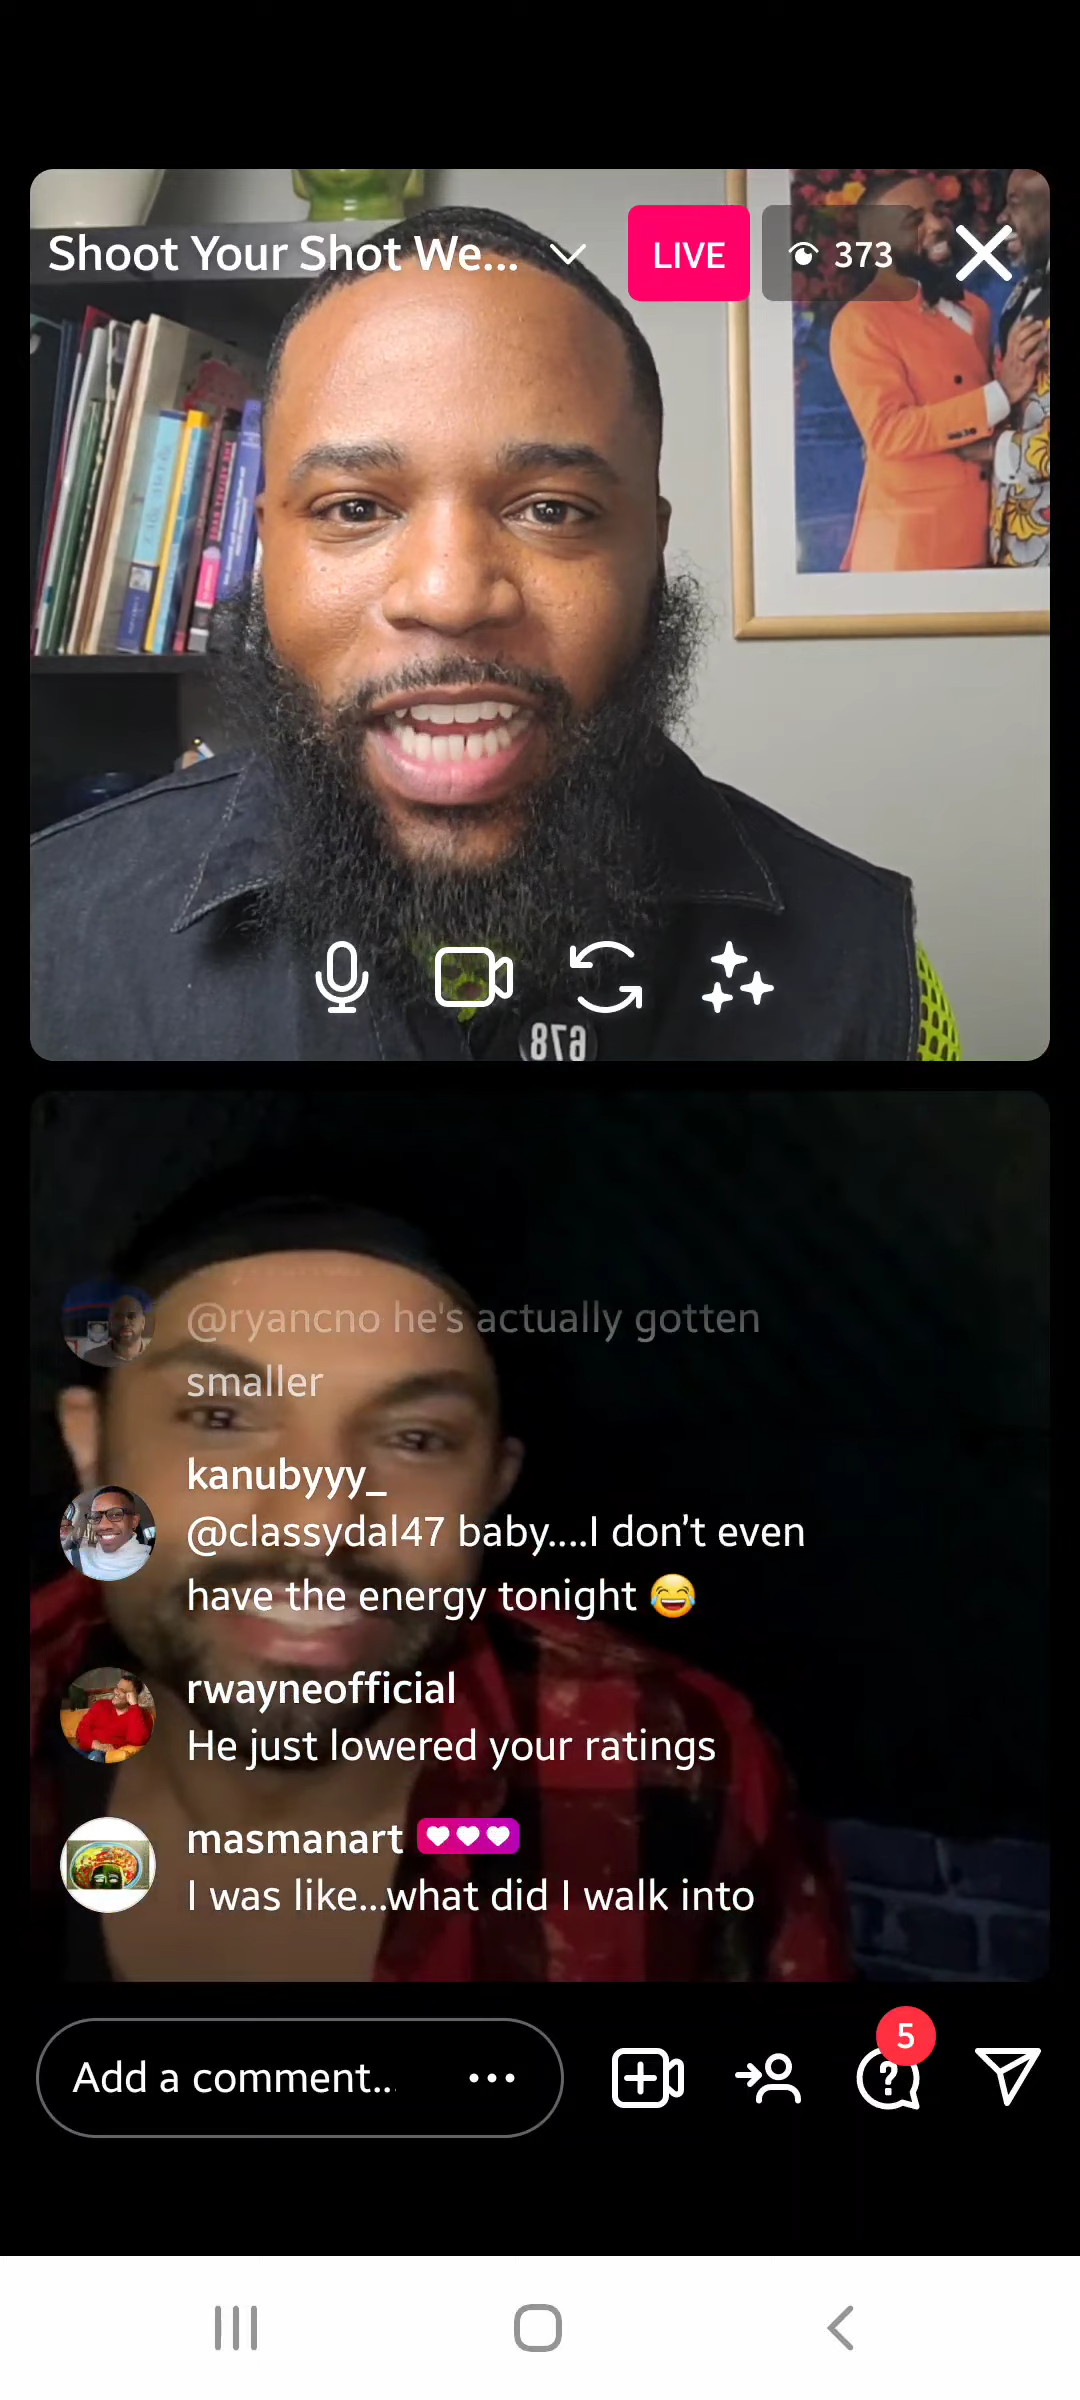 Shoot Your Shot We...
LIVE
373
678
@ryancno he's actually gotten
smaller
kanubyyy_
@classydal47 baby....I don't even
have the energy tonight 😂
rwayneofficial
He just lowered your ratings
masmanart
I was like...what did I walk into
5
Add a comment...